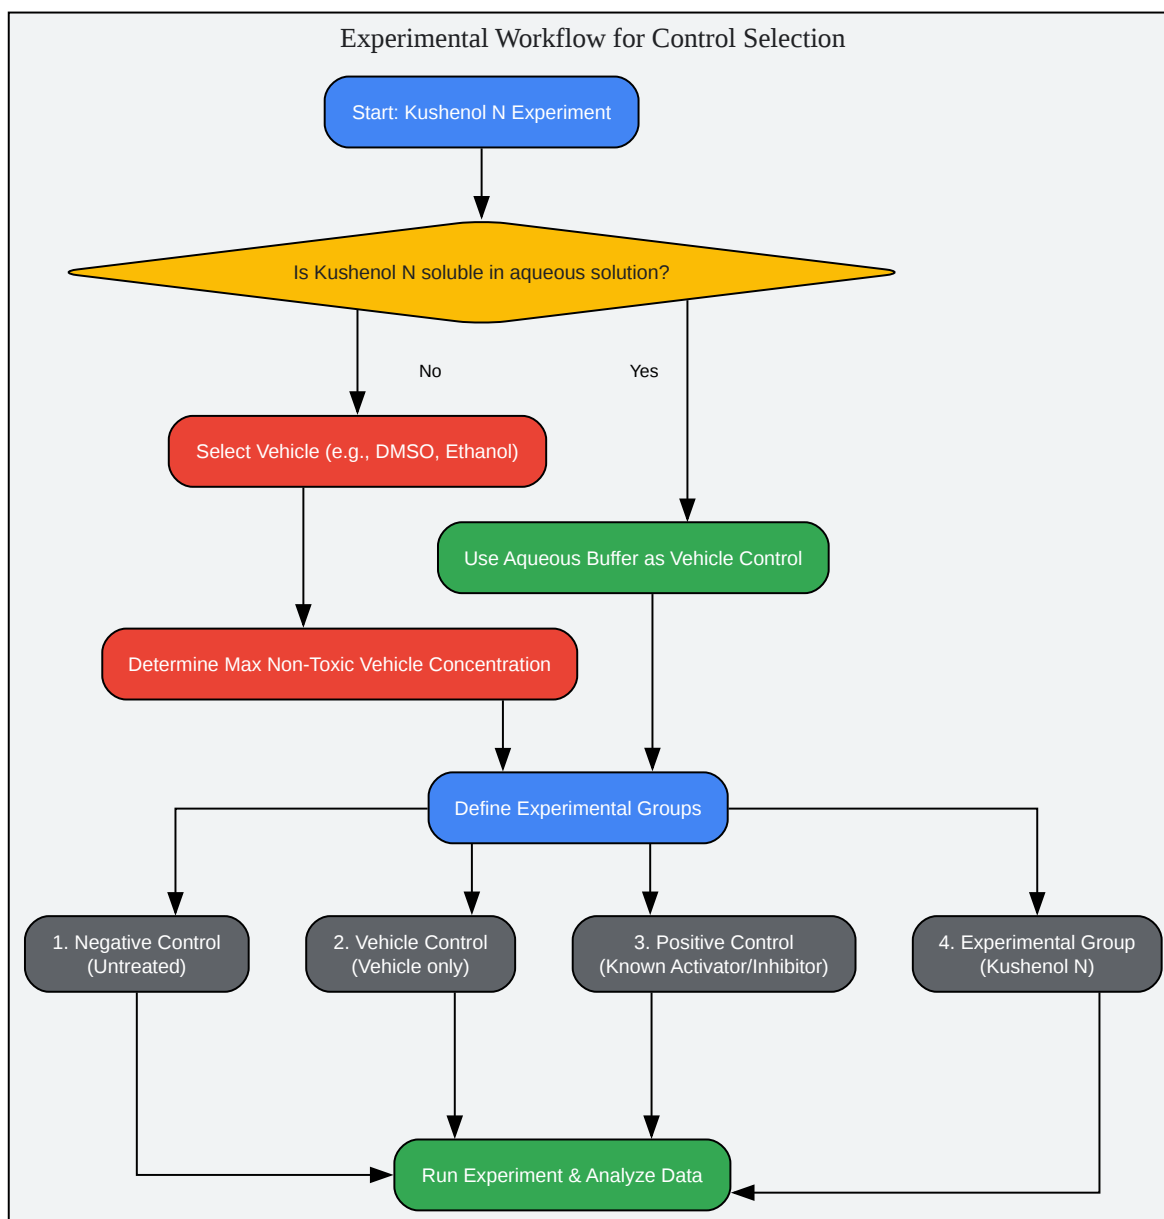 Experimental Workflow for Control Selection
Start: Kushenol N Experiment
Is Kushenol N soluble in aqueous solution?
No
Yes
Select Vehicle (e.g., DMSO, Ethanol)
Use Aqueous Buffer as Vehicle Control
Determine Max Non-Toxic Vehicle Concentration
Define Experimental Groups
1. Negative Control
(Untreated)
2. Vehicle Control
(Vehicle only)
3. Positive Control
(Known Activator/Inhibitor)
4. Experimental Group
(Kushenol N)
Run Experiment & Analyze Data